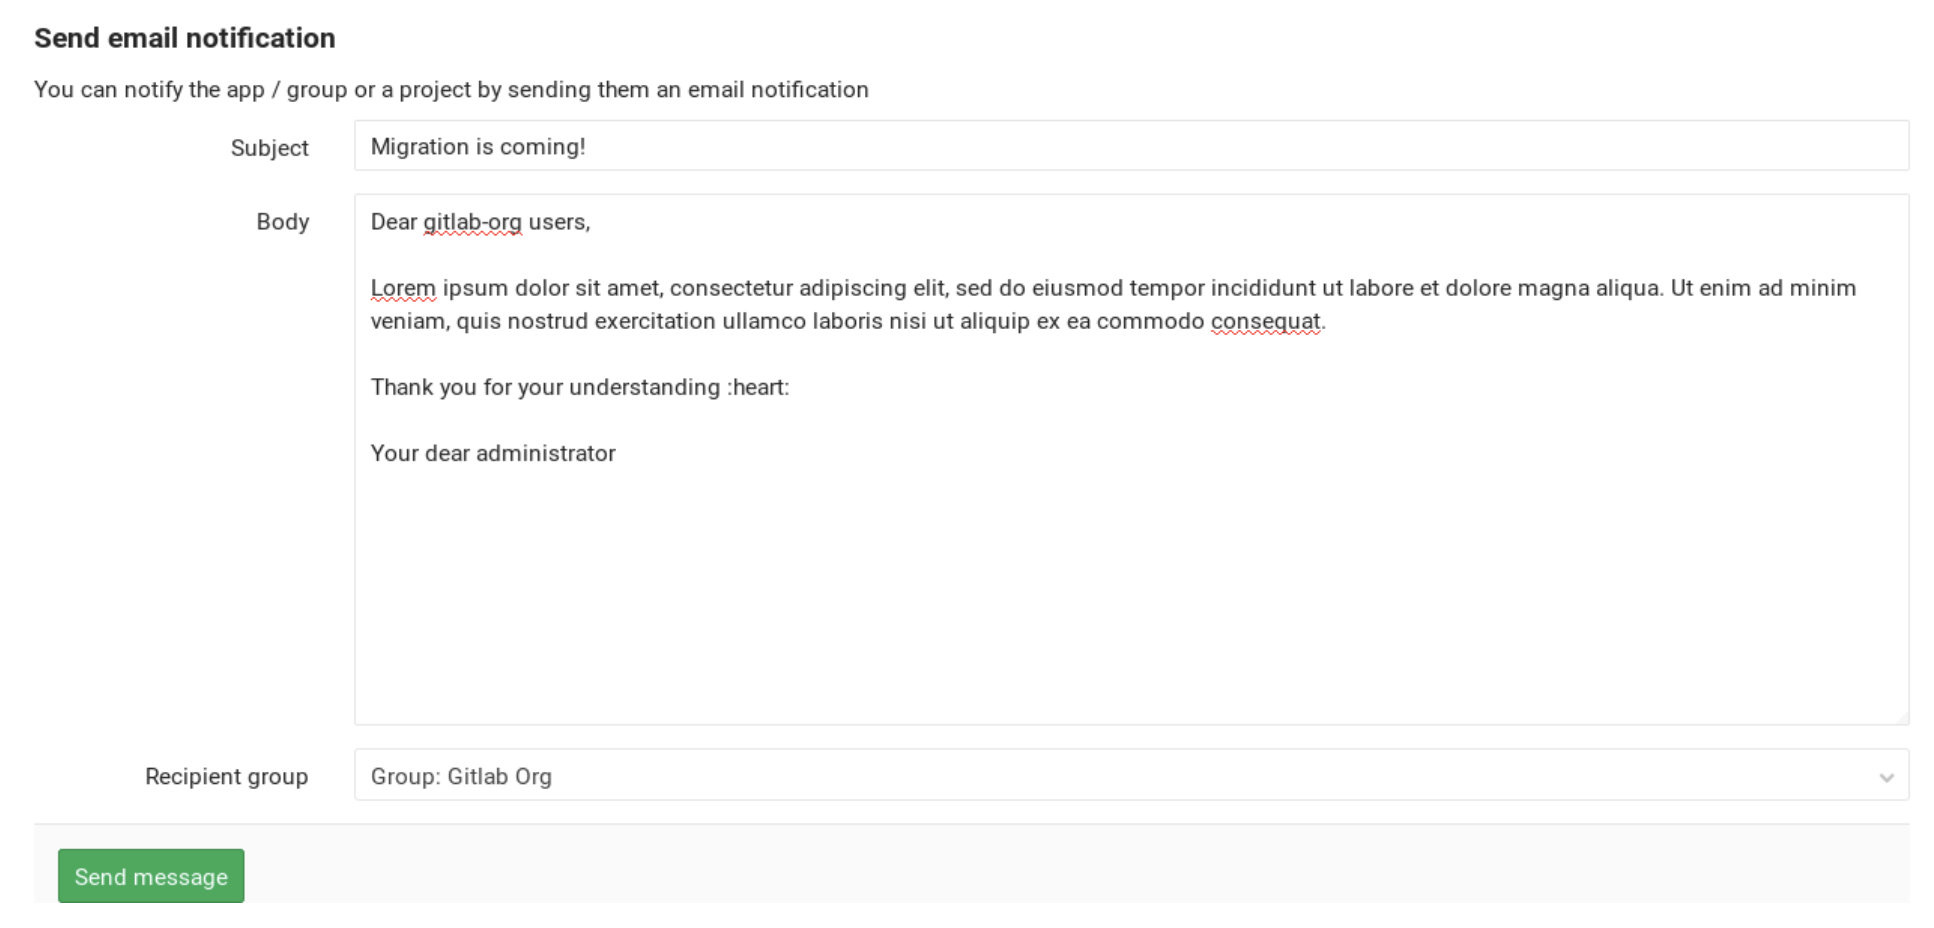 Send email notification
You can notify the app / group or a project by sending them an email notification
Subject
Migration is coming!
Body
Dear gitlab-org users,
Lorem ipsum dolor sit amet, consectetur adipiscing elit, sed do eiusmod tempor incididunt ut labore et dolore magna aliqua. Ut enim ad minim
veniam, quis nostrud exercitation ullamco laboris nisi ut aliquip ex ea commodo consequat.
Thank you for your understanding :heart:
Your dear administrator
Recipient group
Group: Gitlab Org
Send message